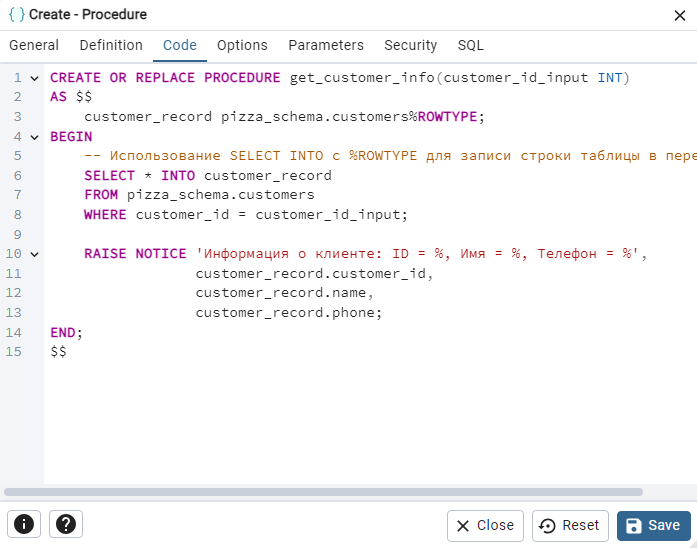 {} Create - Procedure
General Definition Code Options Parameters Security SQL
1 CREATE OR REPLACE PROCEDURE get_customer_info(customer_id_input INT)
2 AS $$
3 customer_record pizza_schema.customers%ROWTYPE;
4 BEGIN
5 -- Использование SELECT INTO с %ROWTYPE для записи строки таблицы в пере
6 SELECT * INTO customer_record
7 FROM pizza_schema.customers
8 WHERE customer_id = customer_id_input;
9
10 RAISE NOTICE 'Информация о клиенте: ID = %, Имя = %, Телефон = %',
11 customer_record.customer_id,
12 customer_record.name,
13 customer_record.phone;
14 END;
15 $$
Close Reset Save